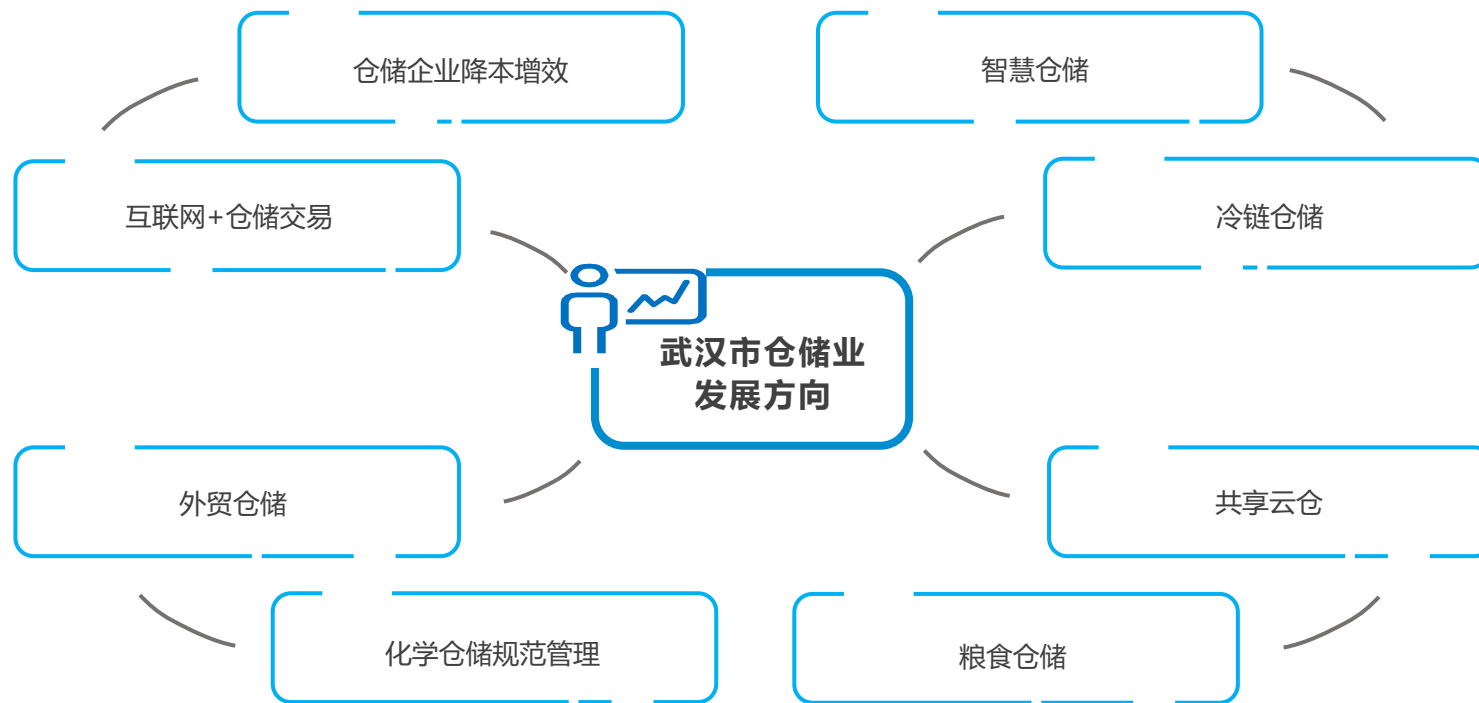 仓储企业降本增效
智慧仓储
互联网+仓储交易
冷链仓储
武汉市仓储业
发展方向
外贸仓储
共享云仓
化学仓储规范管理
粮食仓储